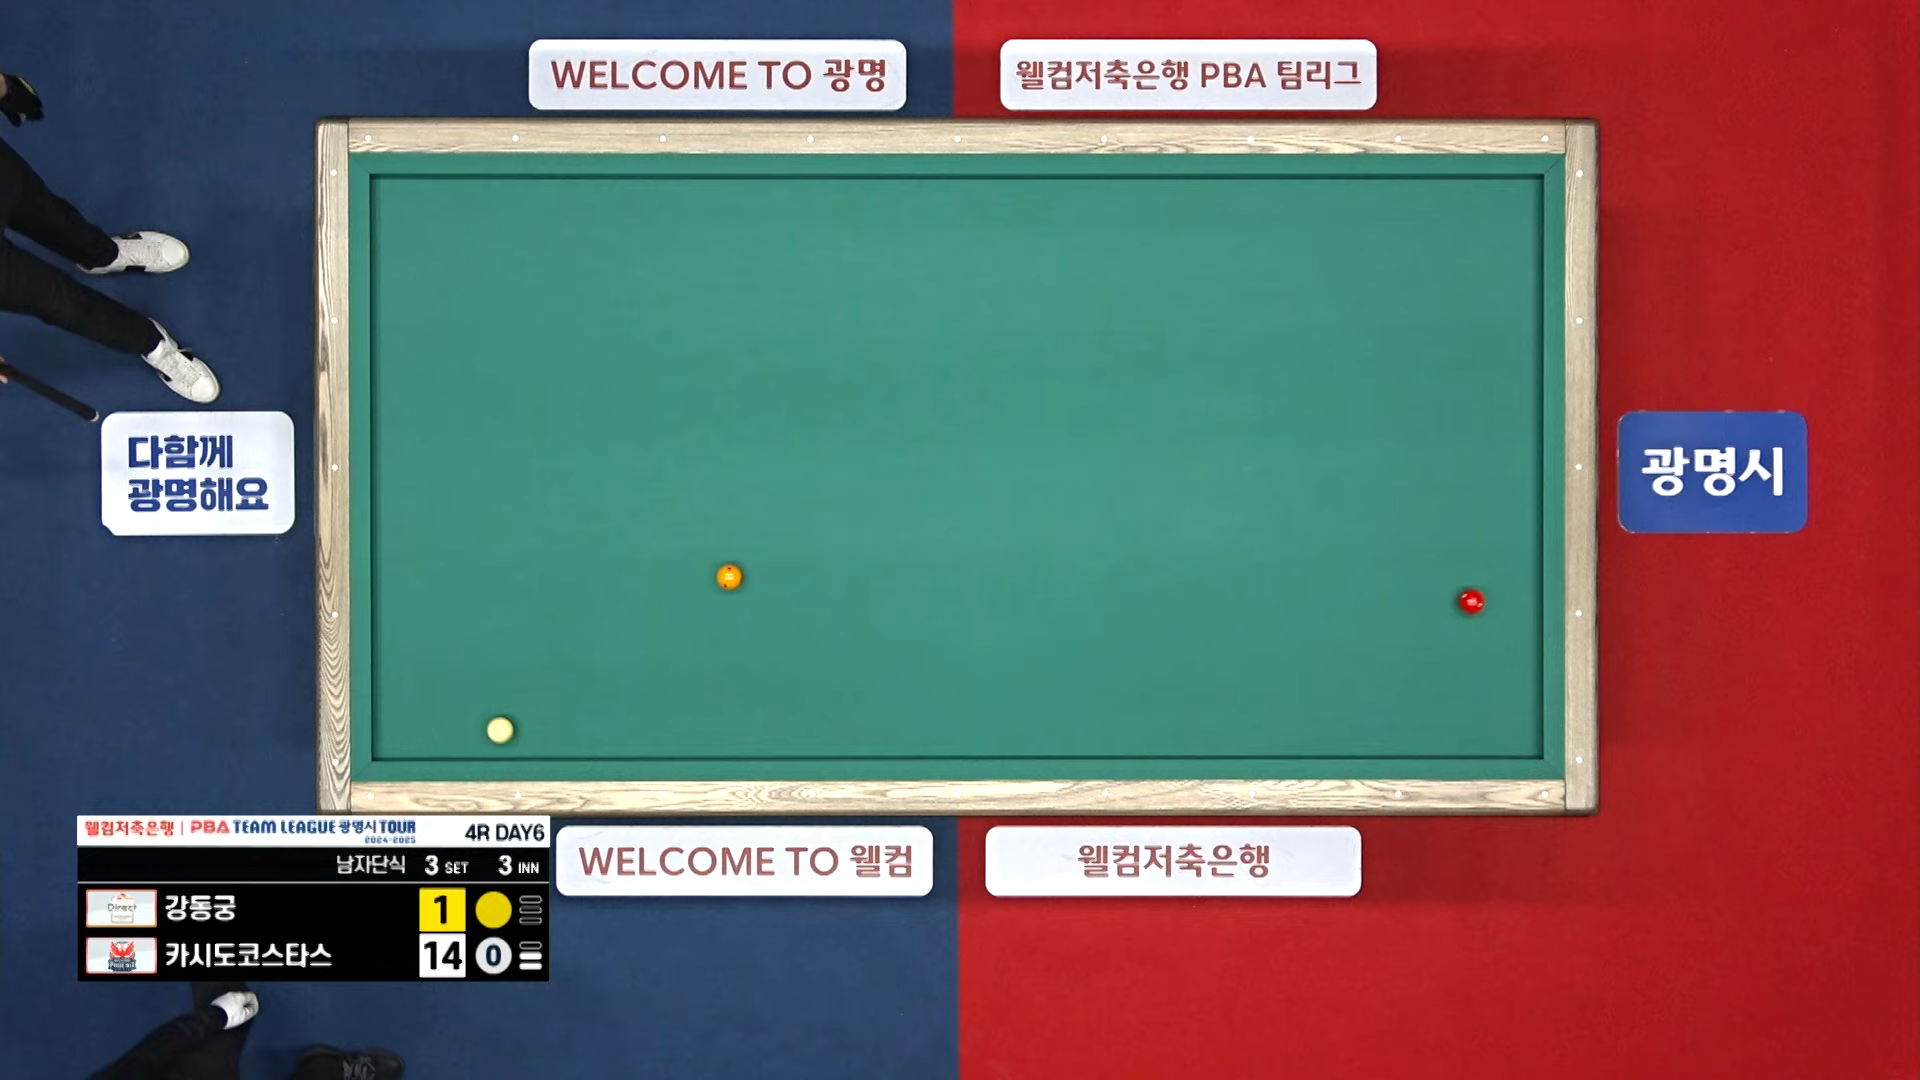 WELCOME TO 광명
웰컴저축은행 PBA 팀리그
다함께
광명해요
광명시
웰컴저축은행 | PBA TEAM LEAGUE 광명시 TOUR
2024-2025
4R DAY6
남자단식 3 SET 3 INN
Direct
강동궁 1
카시도코스타스 14 0
WELCOME TO 웰컴
웰컴저축은행